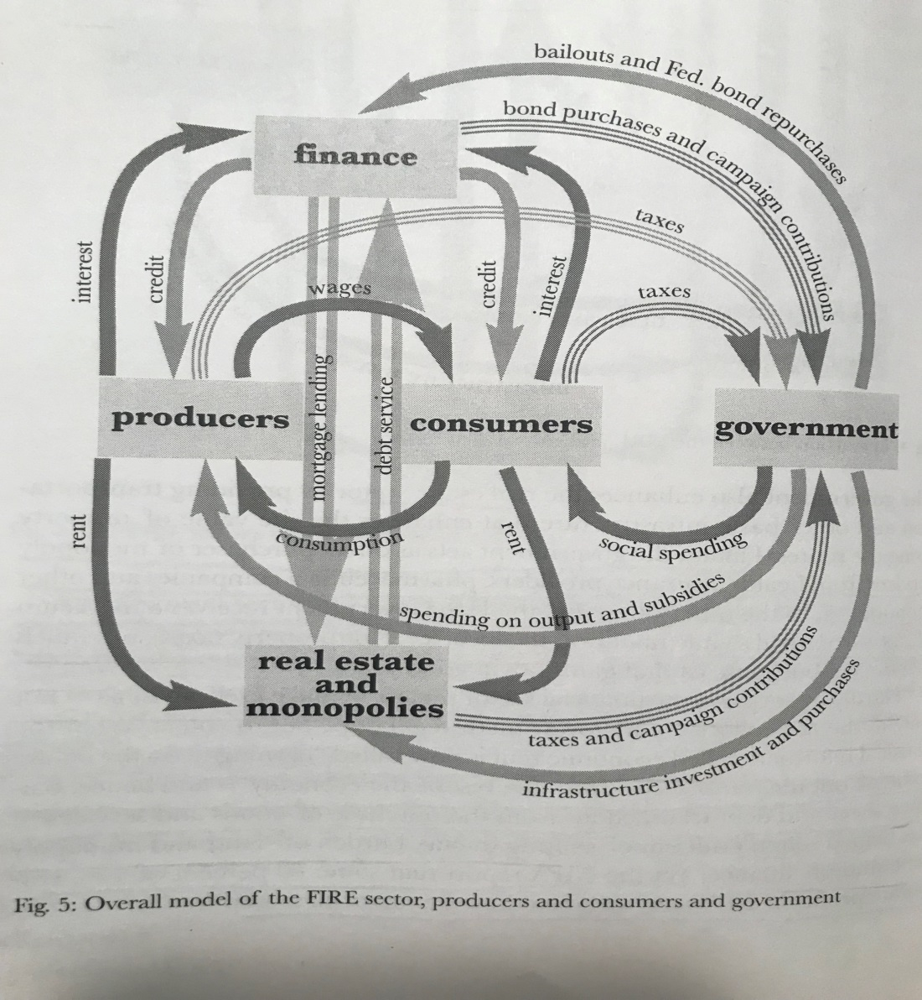 bailouts and Fed. bond repurchases
bond purchases and campaign contributions
finance
taxes
interest
credit
wages
credit
interest
taxes
mortgage lending
debt service
producers
consumers
government
rent
consumption
rent
social spending
spending on output and subsidies
real estate
and
monopolies
taxes and campaign contributions
infrastructure investment and purchases
Fig. 5: Overall model of the FIRE sector, producers and consumers and government